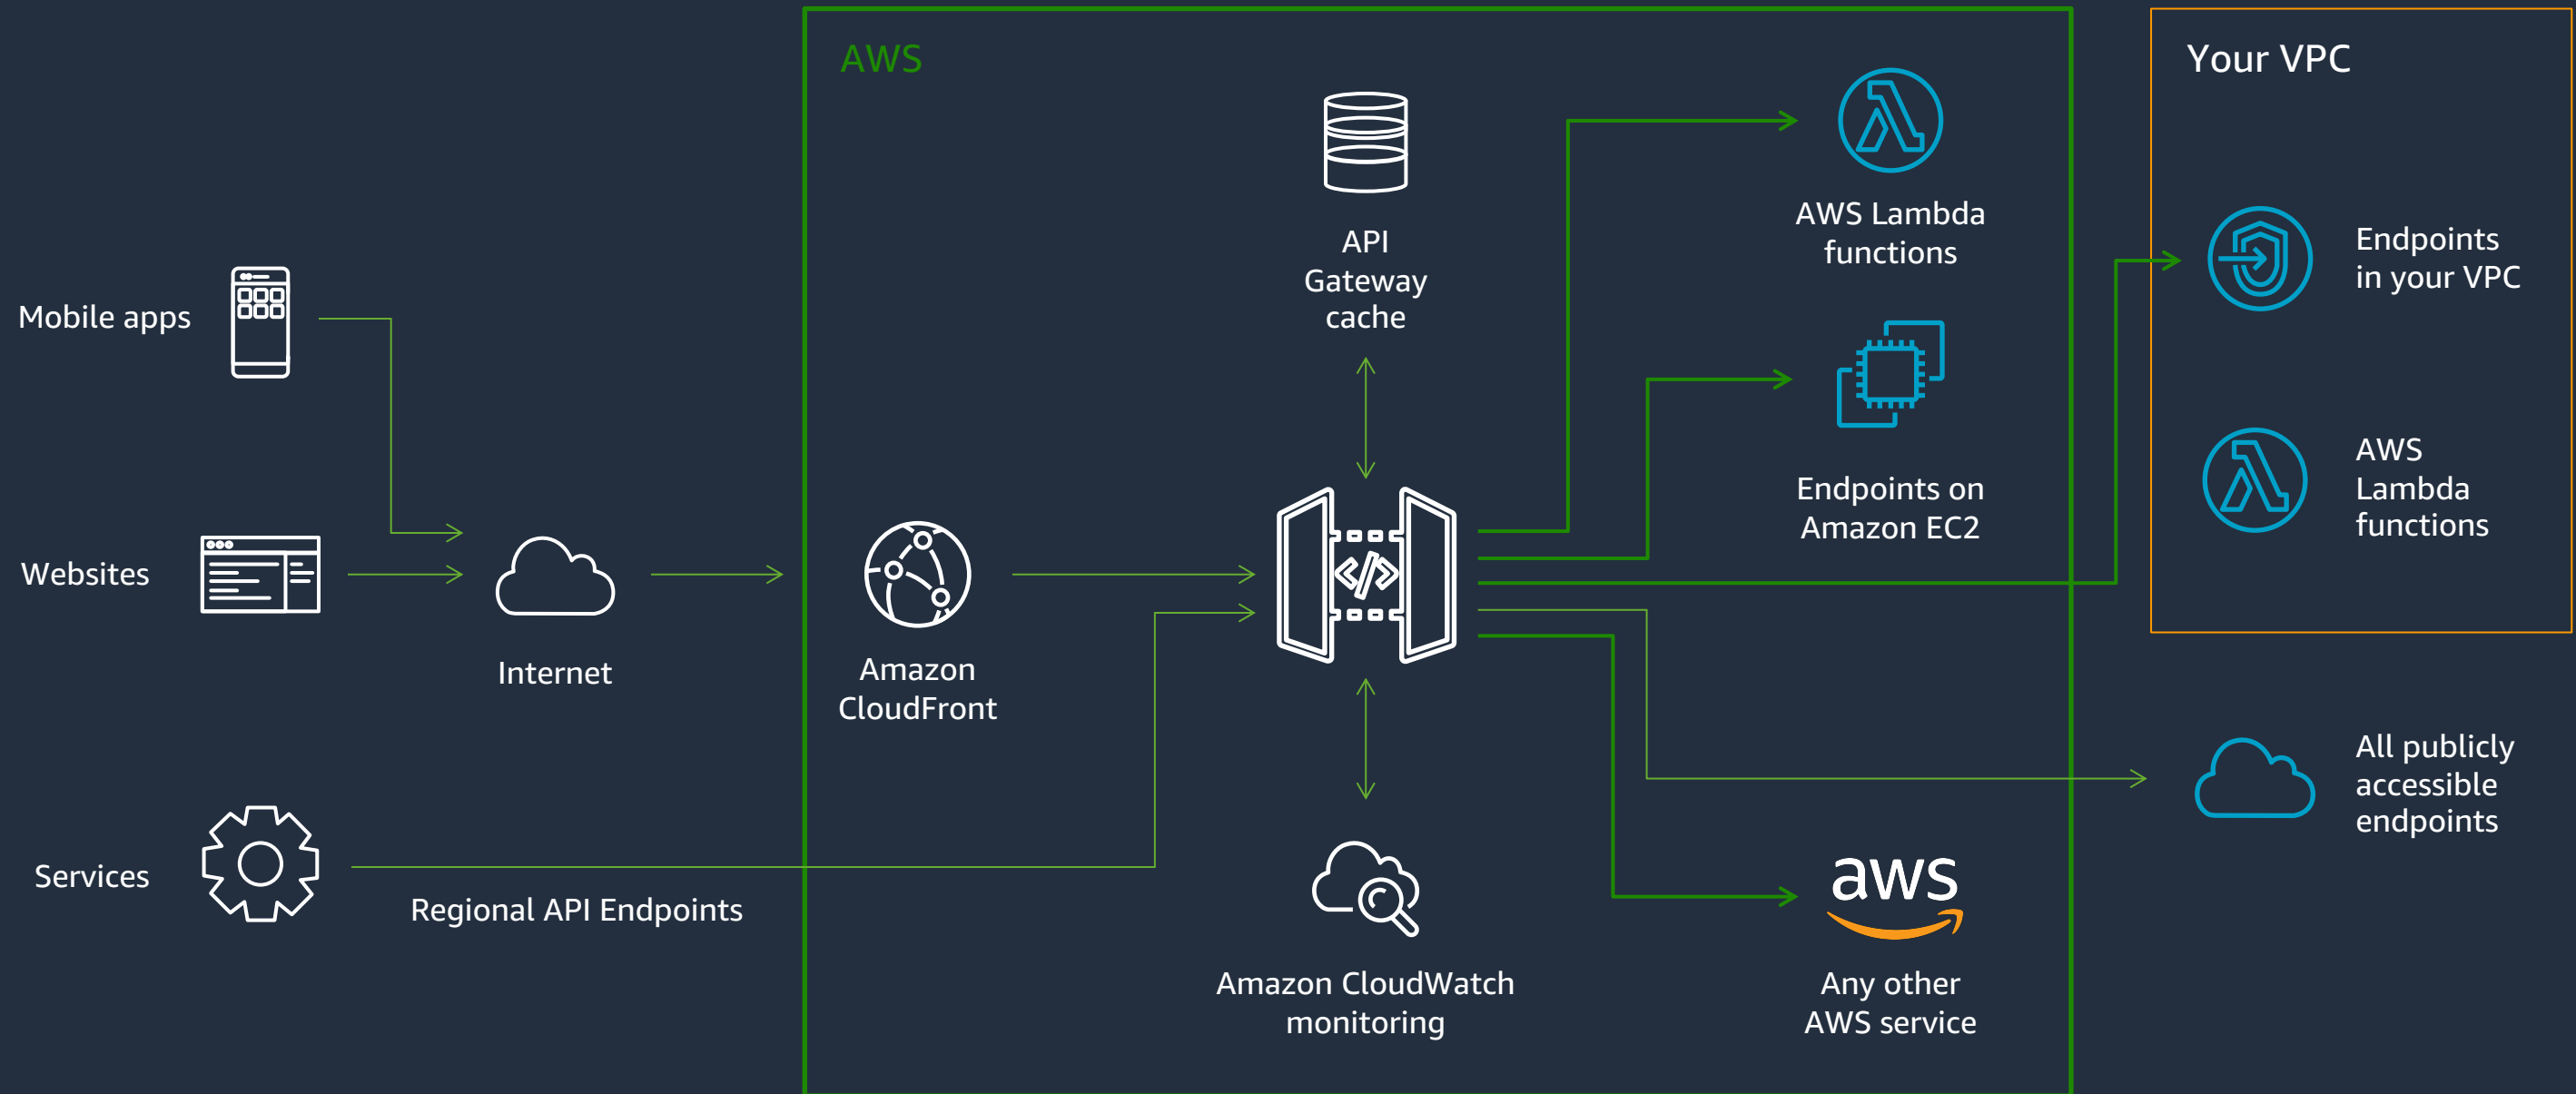 AWS
Your VPC
Mobile apps
Websites
Services
Internet
Regional API Endpoints
Amazon
CloudFront
API
Gateway
cache
Amazon CloudWatch
monitoring
AWS Lambda
functions
Endpoints on
Amazon EC2
aws
Any other
AWS service
Endpoints
in your VPC
AWS
Lambda
functions
All publicly
accessible
endpoints